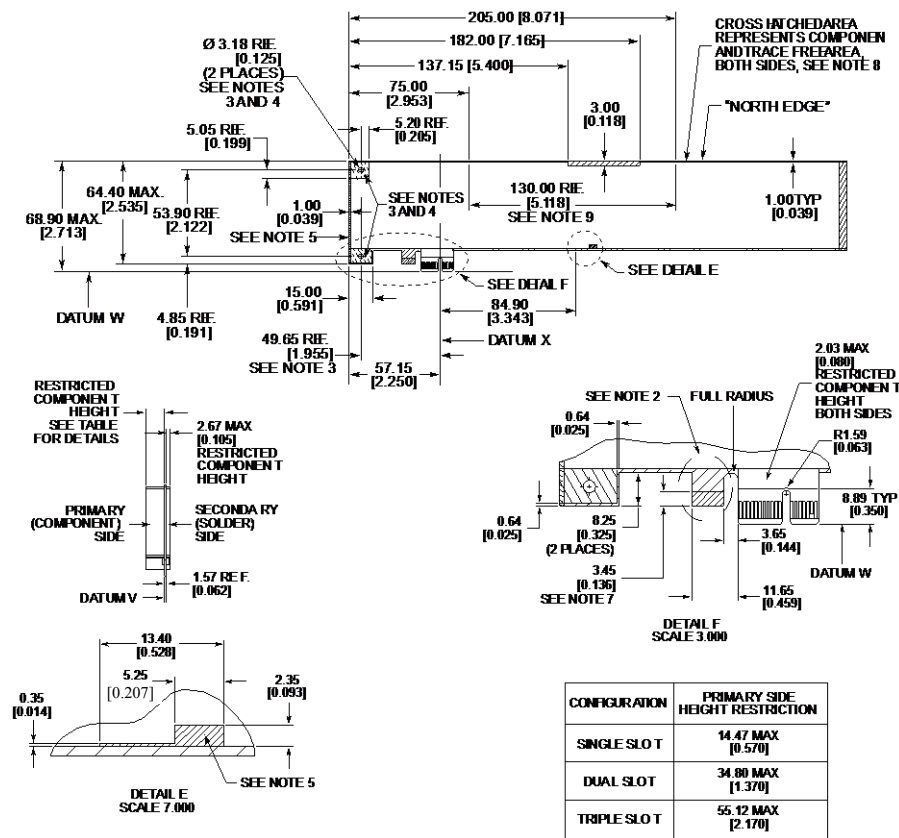 205.00 [8.071]
182.00 [7.165]
137.15 [5.400]
75.00
[2.953]
Ø 3.18 RIE.
[0.125]
(2 PLACES)
SEE NOTES
3 AND 4
CROSS HATCHEDAREA
REPRESENTS COMPONEN
ANDTRACE FREEAREA,
BOTH SIDES, SEE NOTE 8
3.00
[0.118]
"NORTH EDGE"
5.20 REF.
[0.205]
5.05 RIE.
[0.199]
64.40 MAX.
[2.535]
68.90 MAX.
[2.713]
53.90 RIE.
[2.122]
1.00
[0.039]
SEE NOTE 5
SEE NOTES
3 AND 4
130.00 RIE.
[5.118]
SEE NOTE 9
1.00TYP
[0.039]
SEE DETAIL E
SEE DETAIL F
15.00
[0.591]
84.90
[3.343]
DATUM W
4.85 RIE.
[0.191]
49.65 RIE.
[1.955]
SEE NOTE 3
57.15
[2.250]
DATUM X
RESTRICTED
COMPONEN T
HEIGHT
SEE TABLE
FOR DETAILS
2.67 MAX
[0.105]
RESTRICTED
COMPONEN T
HEIGHT
PRIMARY
(COMPONENT)
SIDE
SECONDA RY
(SOLDER)
SIDE
1.57 RE F.
[0.062]
DATUM V
2.03 MAX
[0.080]
RESTRICTED
COMPONEN T
HEIGHT
BOTH SIDES
SEE NOTE 2
FULL RADIUS
0.64
[0.025]
R1.59
[0.063]
8.89 TYP
[0.350]
0.64
[0.025]
8.25
[0.325]
(2 PLACES)
3.65
[0.144]
3.45
[0.136]
SEE NOTE 7
DATUM W
11.65
[0.459]
DETAIL F
SCALE 3.000
13.40
[0.528]
5.25
[0.207]
2.35
[0.093]
0.35
[0.014]
SEE NOTE 5
DETAIL E
SCALE 7.000
CONFIGURATION
PRIMARY SIDE
HEIGHT RESTRICTION
SINGLE SLO T
14.47 MAX
[0.570]
DUAL SLOT
34.80 MAX
[1.370]
TRIPLE SLO T
55.12 MAX
[2.170]